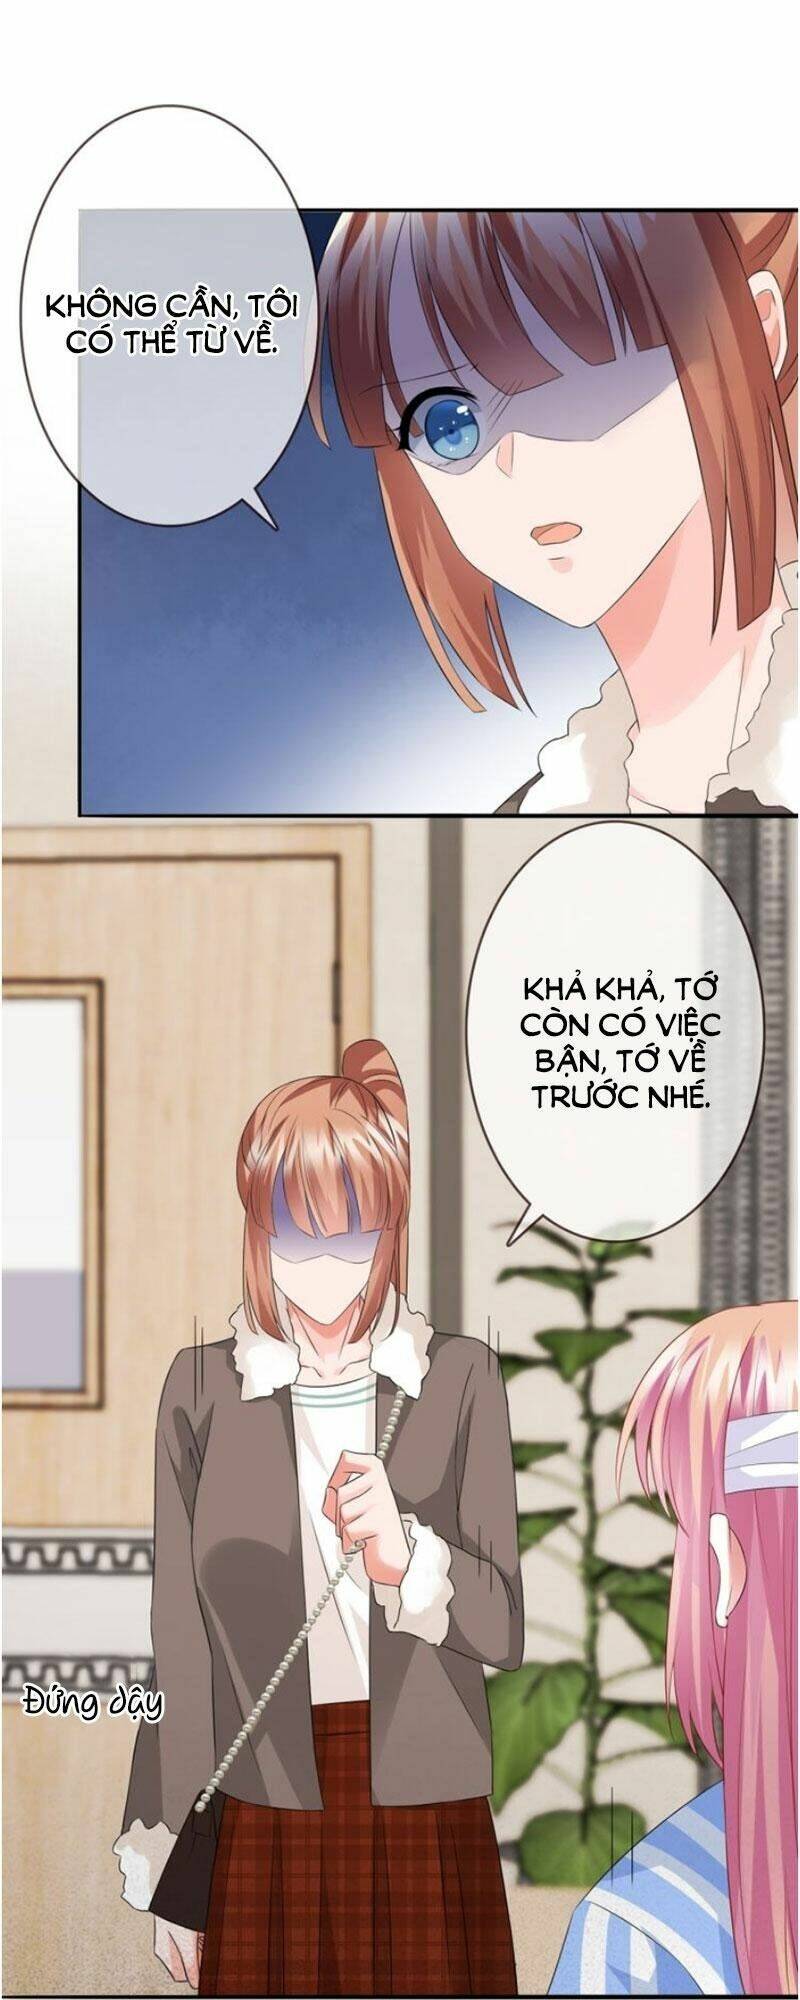 KHÔNG CẦN, TÔI
CÓ THỂ TỪ VỀ.
KHẢ KHẢ, TỚ
CÒN CÓ VIỆC
BẬN, TỚ VỀ
TRƯỚC NHÉ.
Đứng dậy